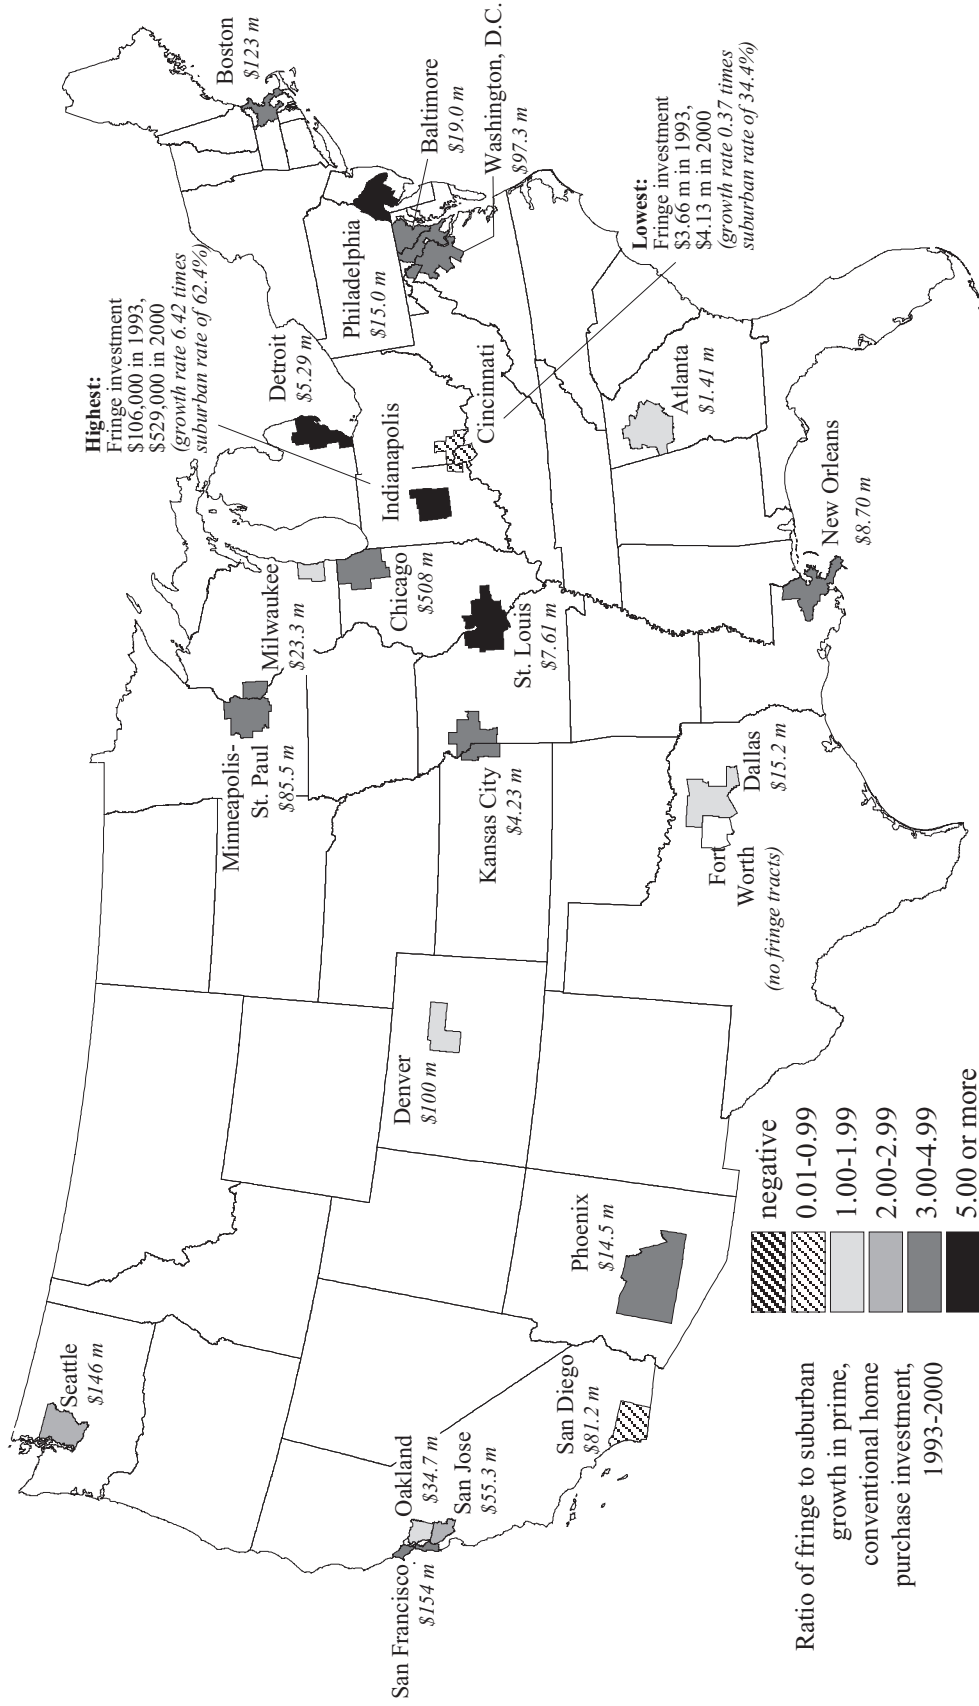 Seattle
$146 m
San Francisco
$154 m
Oakland
$34.7 m
San Jose
$55.3 m
San Diego
$81.2 m
Phoenix
$14.5 m
Denver
$100 m
Minneapolis-
St. Paul
$85.5 m
Milwaukee
$23.3 m
Chicago
$508 m
Kansas City
$4.23 m
St. Louis
$7.61 m
Fort
Worth
(no fringe tracts)
Dallas
$15.2 m
New Orleans
$8.70 m
Highest:
Fringe investment
$106,000 in 1993,
$529,000 in 2000
(growth rate 6.42 times
suburban rate of 62.4%)
Indianapolis
Detroit
$5.29 m
Cincinnati
Philadelphia
$15.0 m
Boston
$123 m
Baltimore
$19.0 m
Washington, D.C.
$97.3 m
Lowest:
Fringe investment
$3.66 m in 1993,
$4.13 m in 2000
(growth rate 0.37 times
suburban rate of 34.4%)
Atlanta
$1.41 m
Ratio of fringe to suburban
growth in prime,
conventional home
purchase investment,
1993-2000
negative
0.01-0.99
1.00-1.99
2.00-2.99
3.00-4.99
5.00 or more